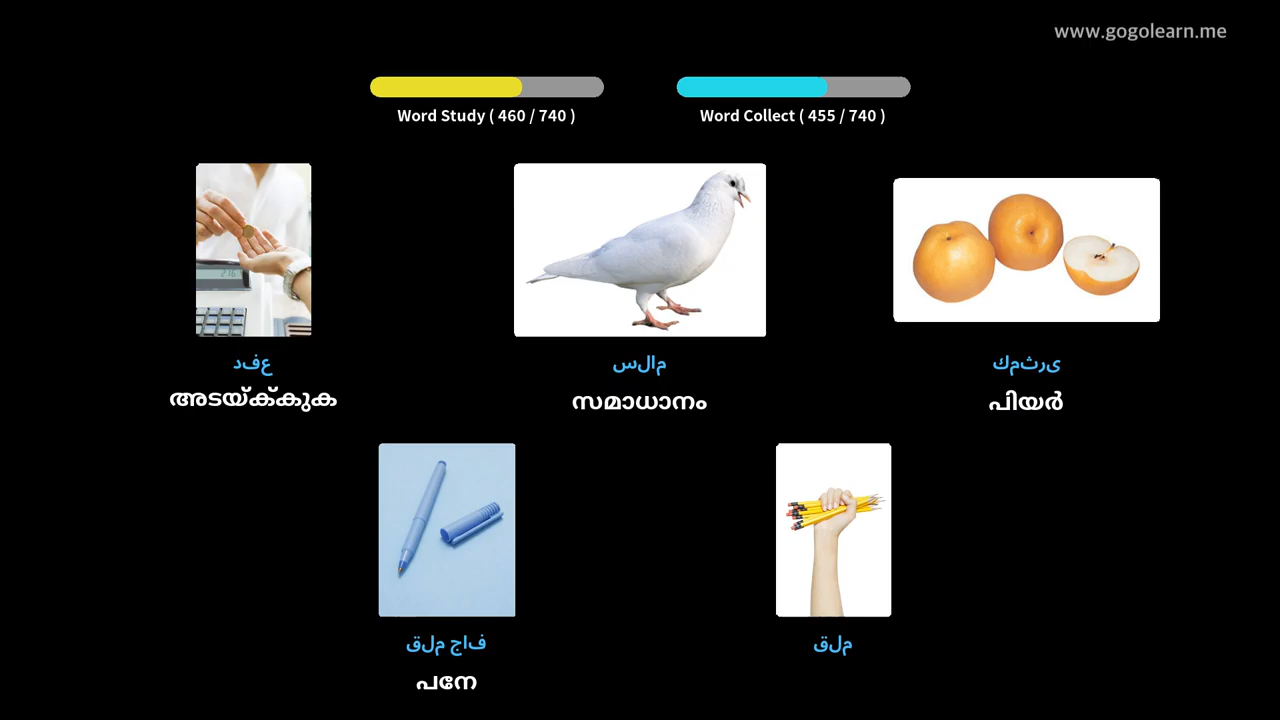 www.gogolearn.me
Word Study ( 460 / 740 )
Word Collect ( 455 / 740 )
دفع
سلام
كمثرى
അടയ്ക്കുക
സമാധാനം
പിയർ
قلم جاف
قلم
പനേ